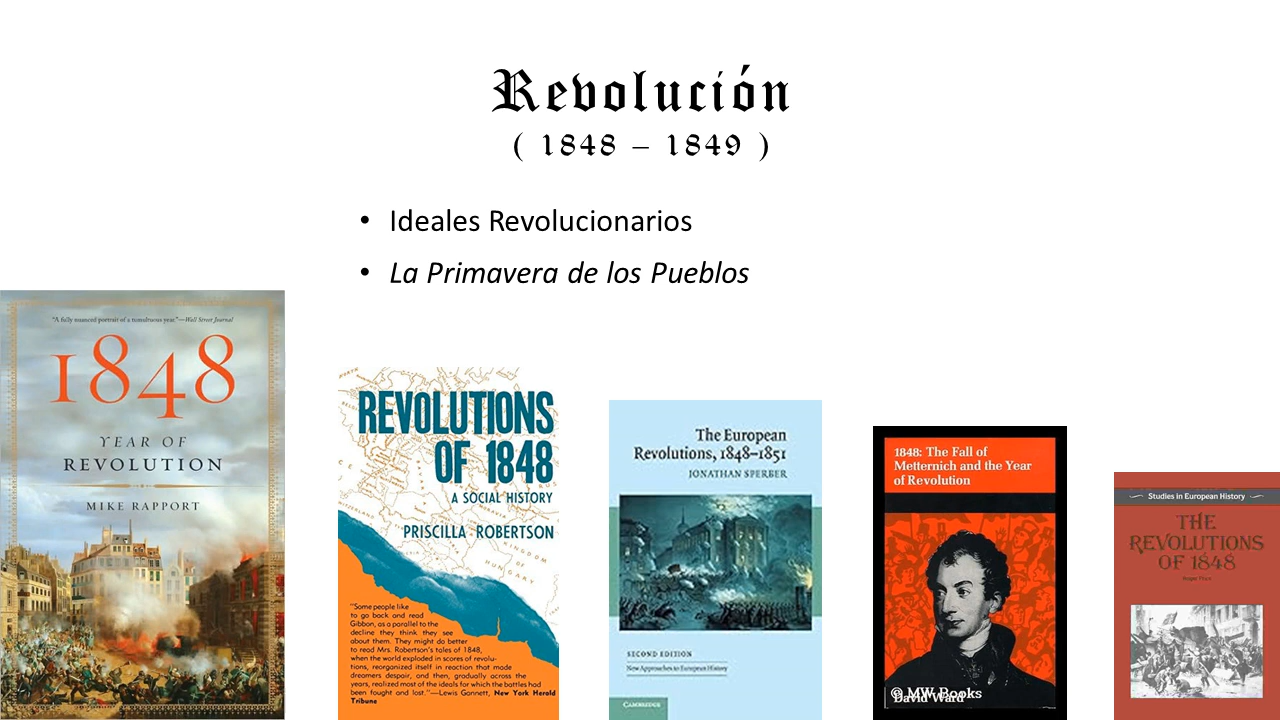 Revolución
( 1848 – 1849 )
• Ideales Revolucionarios
• La Primavera de los Pueblos
"A fully nuanced portrait of a tumultuous year."—Wall Street Journal
1848
YEAR OF
REVOLUTION
MIKE RAPPORT
REVOLUTIONS
OF 1848
A SOCIAL HISTORY
PRISCILLA ROBERTSON
KINGDOM
OF
HUNGARY
"Some people like
to go back and read
Gibbon, as a parallel to the
decline they think they see
about them. They might do better
to read Mrs. Robertson's tales of 1848,
when the world exploded in scores of revolu-
tions, reorganized itself in reaction that made
dreamers despair, and then, gradually across the
years, realized most of the ideals for which the battles had
been fought and lost."—Lewis Gannett, New York Herald
Tribune
The European
Revolutions, 1848–1851
JONATHAN SPERBER
SECOND EDITION
New Approaches to European History
CAMBRIDGE
1848: The Fall of
Metternich and the Year
of Revolution
© MW Books
David Ward
Studies in European History
THE
REVOLUTIONS
OF 1848
Roger Price